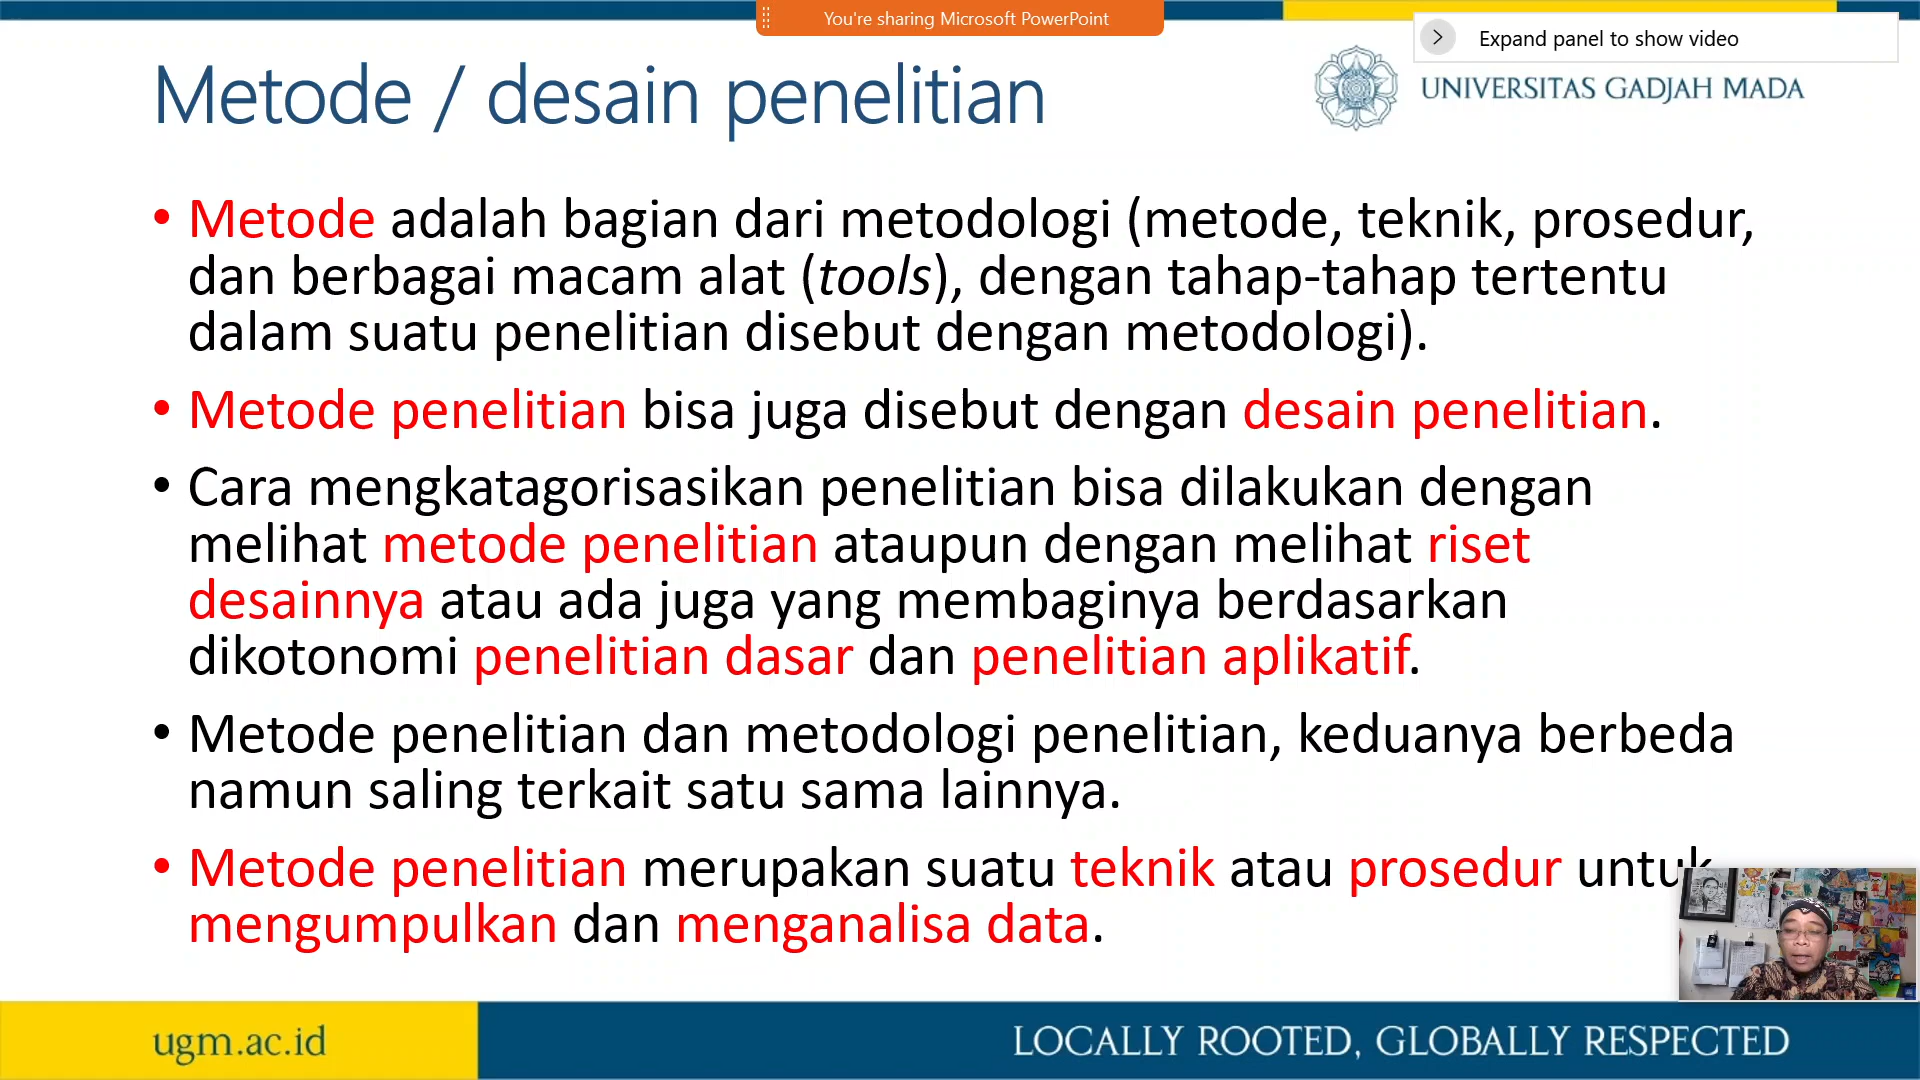 You're sharing Microsoft PowerPoint
Expand panel to show video
Metode / desain penelitian
UNIVERSITAS GADJAH MADA
• Metode adalah bagian dari metodologi (metode, teknik, prosedur,
dan berbagai macam alat (tools), dengan tahap-tahap tertentu
dalam suatu penelitian disebut dengan metodologi).
• Metode penelitian bisa juga disebut dengan desain penelitian.
• Cara mengkatagorisasikan penelitian bisa dilakukan dengan
melihat metode penelitian ataupun dengan melihat riset
desainnya atau ada juga yang membaginya berdasarkan
dikotonomi penelitian dasar dan penelitian aplikatif.
• Metode penelitian dan metodologi penelitian, keduanya berbeda
namun saling terkait satu sama lainnya.
• Metode penelitian merupakan suatu teknik atau prosedur untuk
mengumpulkan dan menganalisa data.
ugm.ac.id
LOCALLY ROOTED, GLOBALLY RESPECTED